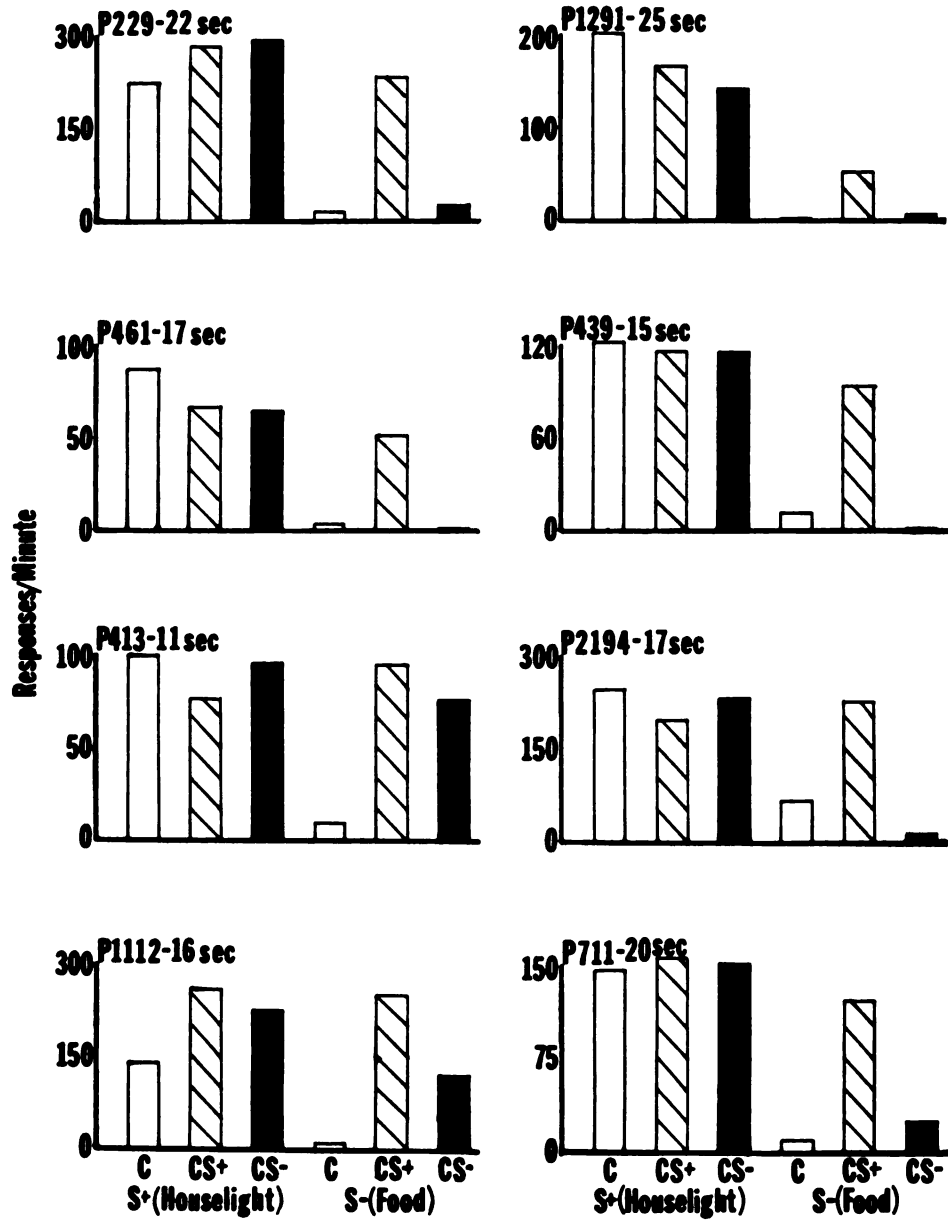 P229-22 sec
300
150
0
P1291-25 sec
200
100
0
P461-17 sec
100
50
0
P439-15 sec
120
60
0
Responses/Minute
P413-11 sec
100
50
0
P2194-17 sec
300
150
0
P1112-16 sec
300
150
0
C CS+ CS- C CS+ CS-
S+(Houselight) S-(Food)
P711-20 sec
150
75
0
C CS+ CS- C CS+ CS-
S+(Houselight) S-(Food)